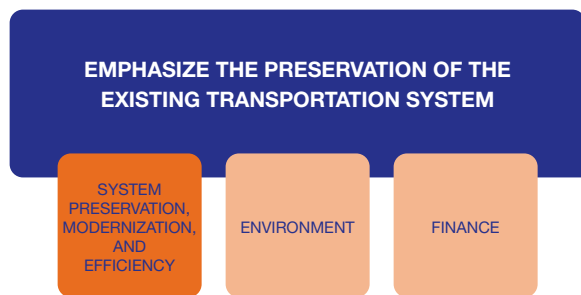 EMPHASIZE THE PRESERVATION OF THE
EXISTING TRANSPORTATION SYSTEM
SYSTEM
PRESERVATION,
MODERNIZATION,
AND
EFFICIENCY
ENVIRONMENT
FINANCE